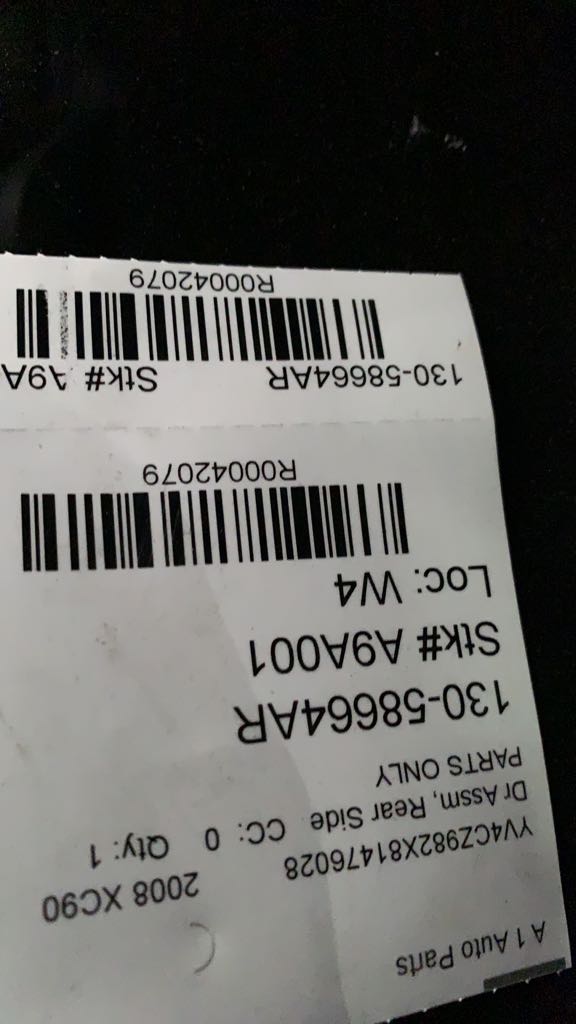 A 1 Auto Parts
YV4CZ982X81476028 2008 XC90
Dr Assm, Rear Side CC: 0 Qty: 1
PARTS ONLY
130-58664AR
Stk# A9A001
Loc: W4
R00042079
130-58664AR Stk# A9A
R00042079